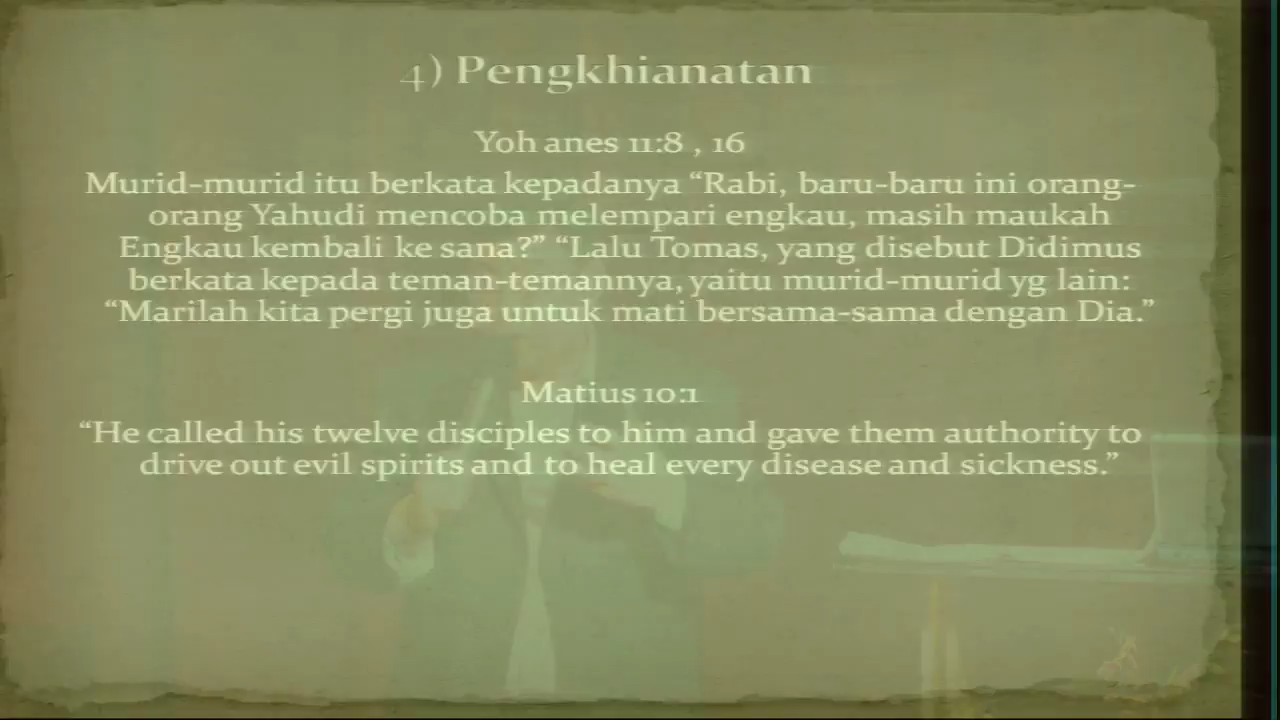 4) Pengkhianatan
Yoh anes 11:8 , 16
Murid-murid itu berkata kepadanya “Rabi, baru-baru ini orang-
orang Yahudi mencoba melempari engkau, masih maukah
Engkau kembali ke sana?” “Lalu Tomas, yang disebut Didimus
berkata kepada teman-temannya, yaitu murid-murid yg lain:
“Marilah kita pergi juga untuk mati bersama-sama dengan Dia.”
Matius 10:1
“He called his twelve disciples to him and gave them authority to
drive out evil spirits and to heal every disease and sickness.”